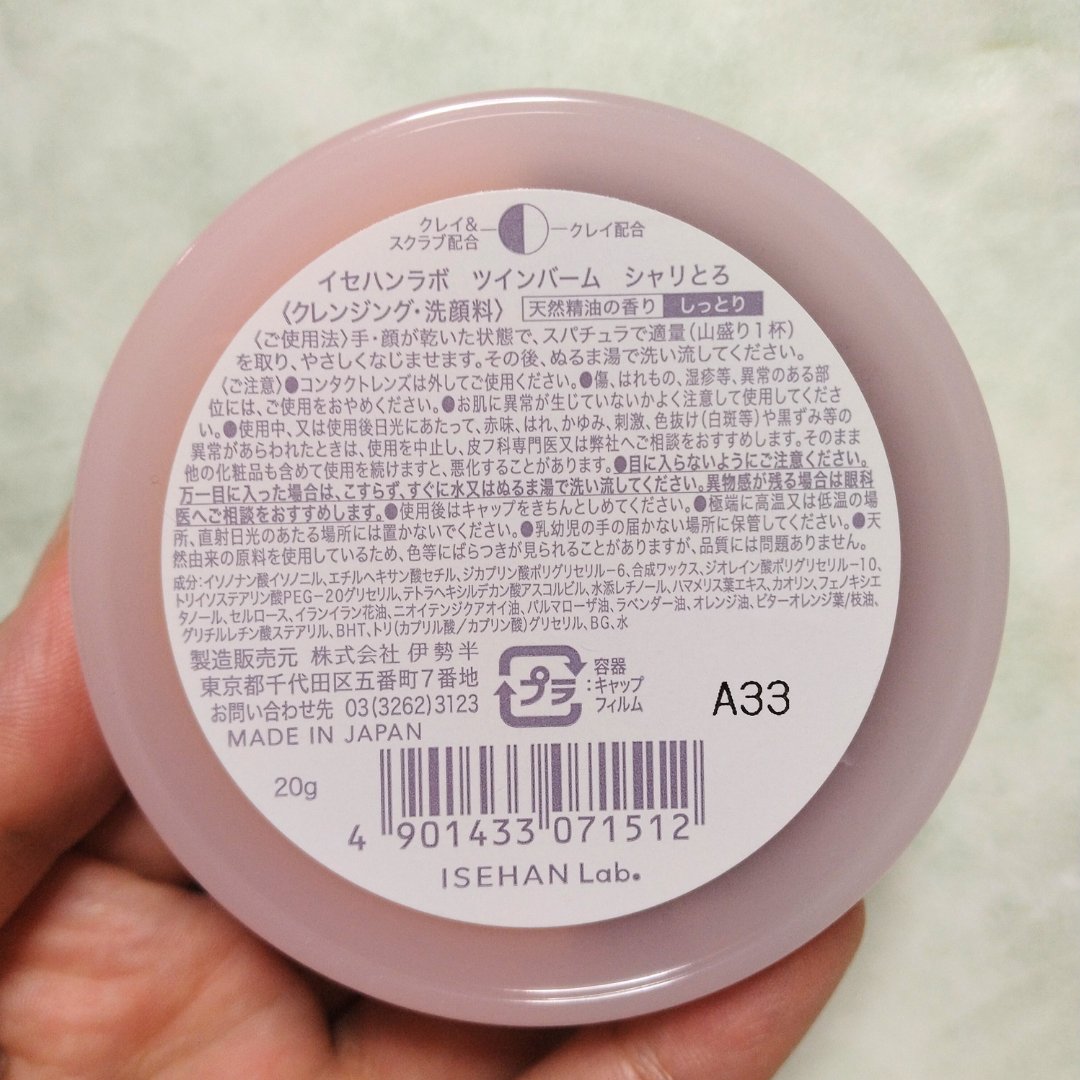 クレイ&
スクラブ配合
クレイ配合
イセハンラボ ツインバーム シャリとろ
〈クレンジング・洗顔料〉 天然精油の香り しっとり
〈ご使用法〉手・顔が乾いた状態で、スパチュラで適量(山盛り1杯)
を取り、やさしくなじませます。その後、ぬるま湯で洗い流してください。
〈ご注意〉●コンタクトレンズは外してご使用ください。●傷、はれもの、湿疹等、異常のある部
位には、ご使用をおやめください。●お肌に異常が生じていないかよく注意して使用してくださ
い。●使用中、又は使用後日光にあたって、赤味、はれ、かゆみ、刺激、色抜け(白斑等)や黒ずみ等の
異常があらわれたときは、使用を中止し、皮フ科専門医又は弊社へご相談をおすすめします。そのまま
他の化粧品も含めて使用を続けますと、悪化することがあります。●目に入らないようにご注意ください。
万一目に入った場合は、こすらず、すぐに水又はぬるま湯で洗い流してください。異物感が残る場合は眼科
医へご相談をおすすめします。●使用後はキャップをきちんとしめてください。●極端に高温又は低温の場
所、直射日光のあたる場所には置かないでください。●乳幼児の手の届かない場所に保管してください。●天
然由来の原料を使用しているため、色等にばらつきが見られることがありますが、品質には問題ありません。
成分:イソノナン酸イソノニル、エチルヘキサン酸セチル、ジカプリン酸ポリグリセリル-6、合成ワックス、ジオレイン酸ポリグリセリル-10、
トリイソステアリン酸PEG-20グリセリル、テトラヘキシルデカン酸アスコルビル、水添レチノール、ハマメリス葉エキス、カオリン、フェノキシエ
タノール、セルロース、イランイラン花油、ニオイテンジクアオイ油、パルマローザ油、ラベンダー油、オレンジ油、ビターオレンジ葉/枝油、
グリチルレチン酸ステアリル、BHT、トリ(カプリル酸/カプリン酸)グリセリル、BG、水
製造販売元 株式会社 伊勢半
東京都千代田区五番町7番地
お問い合わせ先 03(3262)3123
MADE IN JAPAN
プラ
容器
:キャップ
フィルム
A33
20g
4 901433 071512
ISEHAN Lab.